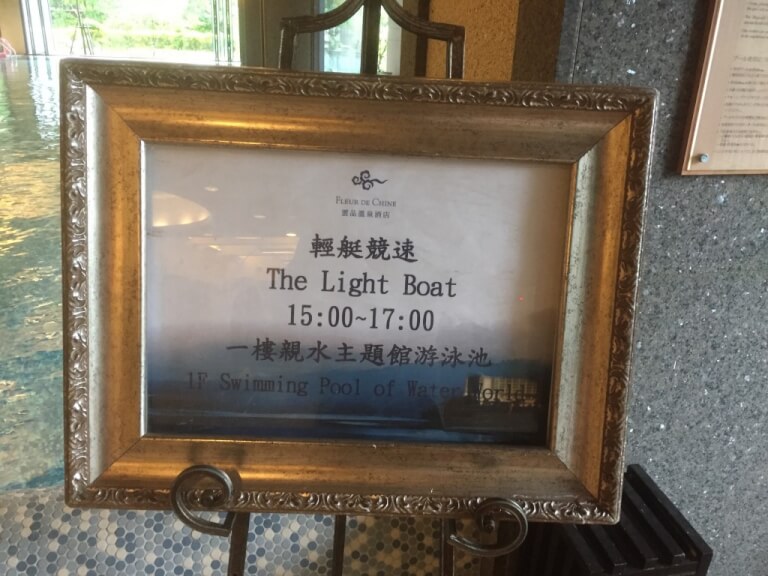 FLEUR DE CHINE
雲品溫泉酒店
輕艇競速
The Light Boat
15:00~17:00
一樓親水主題館游泳池
1F Swimming Pool of Water World